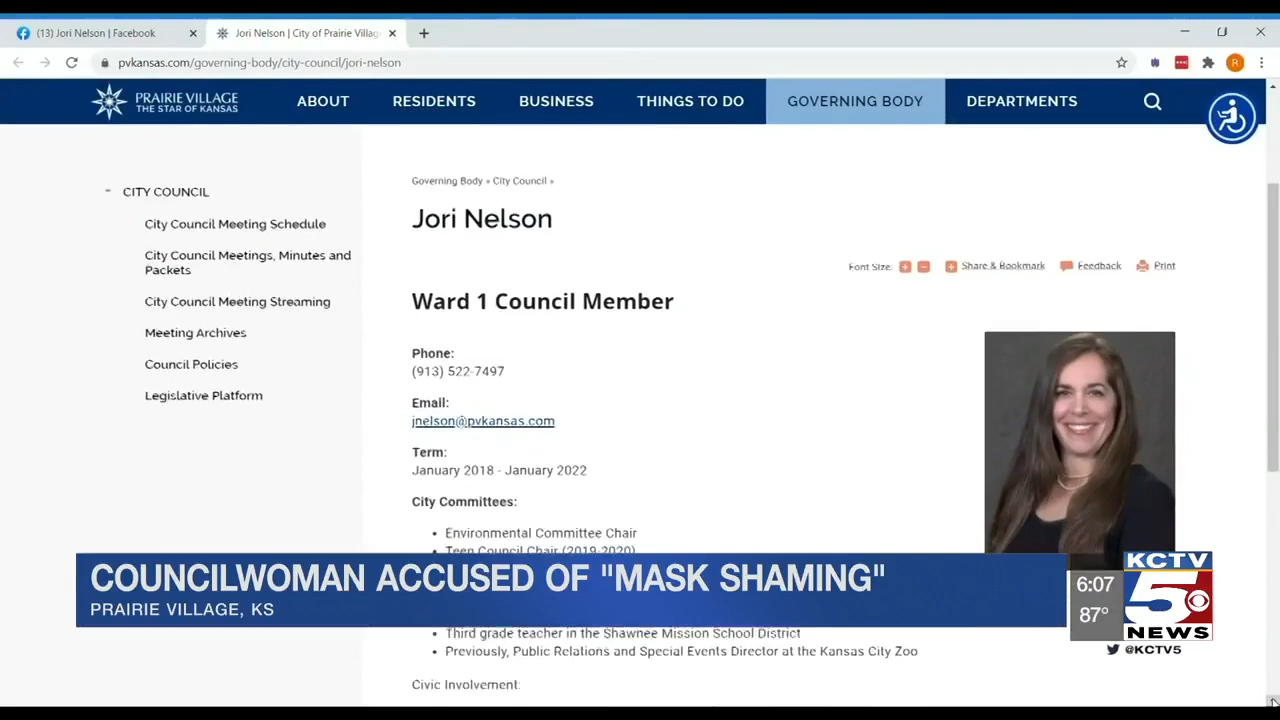 (13) Jori Nelson | Facebook
Jori Nelson | City of Prairie Village
pvkansas.com/governing-body/city-council/jori-nelson
R
PRAIRIE VILLAGE
THE STAR OF KANSAS
ABOUT
RESIDENTS
BUSINESS
THINGS TO DO
GOVERNING BODY
DEPARTMENTS
CITY COUNCIL
City Council Meeting Schedule
City Council Meetings, Minutes and
Packets
City Council Meeting Streaming
Meeting Archives
Council Policies
Legislative Platform
Governing Body » City Council »
Jori Nelson
Font Size:
Share & Bookmark
Feedback
Print
Ward 1 Council Member
Phone:
(913) 522-7497
Email:
jnelson@pvkansas.com
Term:
January 2018 - January 2022
City Committees:
• Environmental Committee Chair
• Teen Council Chair (2019-2020)
COUNCILWOMAN ACCUSED OF "MASK SHAMING"
PRAIRIE VILLAGE, KS
6:07
87°
KCTV
5
NEWS
@KCTV5
• Third grade teacher in the Shawnee Mission School District
• Previously, Public Relations and Special Events Director at the Kansas City Zoo
Civic Involvement: